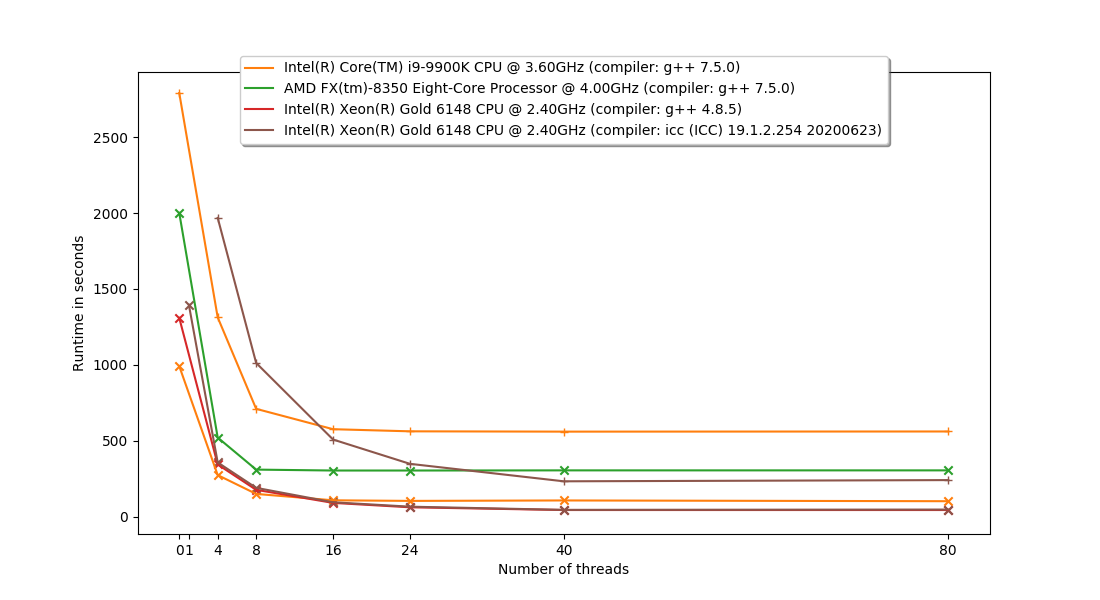 Intel(R) Core(TM) i9-9900K CPU @ 3.60GHz (compiler: g++ 7.5.0)
AMD FX(tm)-8350 Eight-Core Processor @ 4.00GHz (compiler: g++ 7.5.0)
Intel(R) Xeon(R) Gold 6148 CPU @ 2.40GHz (compiler: g++ 4.8.5)
Intel(R) Xeon(R) Gold 6148 CPU @ 2.40GHz (compiler: icc (ICC) 19.1.2.254 20200623)
2500
2000
1500
1000
500
0
Runtime in seconds
0 1 4 8 16 24 40 80
Number of threads